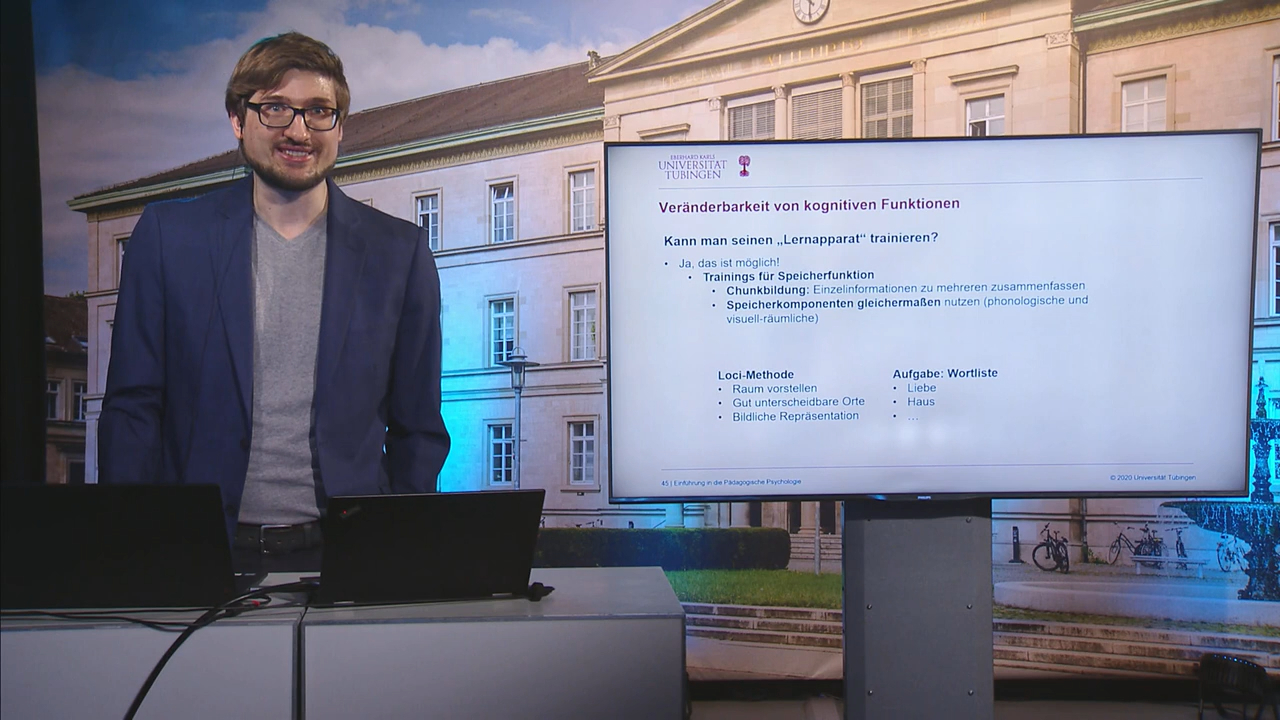 EBERHARD KARLS
UNIVERSITÄT
TÜBINGEN
Veränderbarkeit von kognitiven Funktionen
Kann man seinen „Lernapparat“ trainieren?
• Ja, das ist möglich!
• Trainings für Speicherfunktion
• Chunkbildung: Einzelinformationen zu mehreren zusammenfassen
• Speicherkomponenten gleichermaßen nutzen (phonologische und
visuell-räumliche)
Loci-Methode
• Raum vorstellen
• Gut unterscheidbare Orte
• Bildliche Repräsentation
Aufgabe: Wortliste
• Liebe
• Haus
• ...
45 | Einführung in die Pädagogische Psychologie
© 2020 Universität Tübingen
PHILIPS